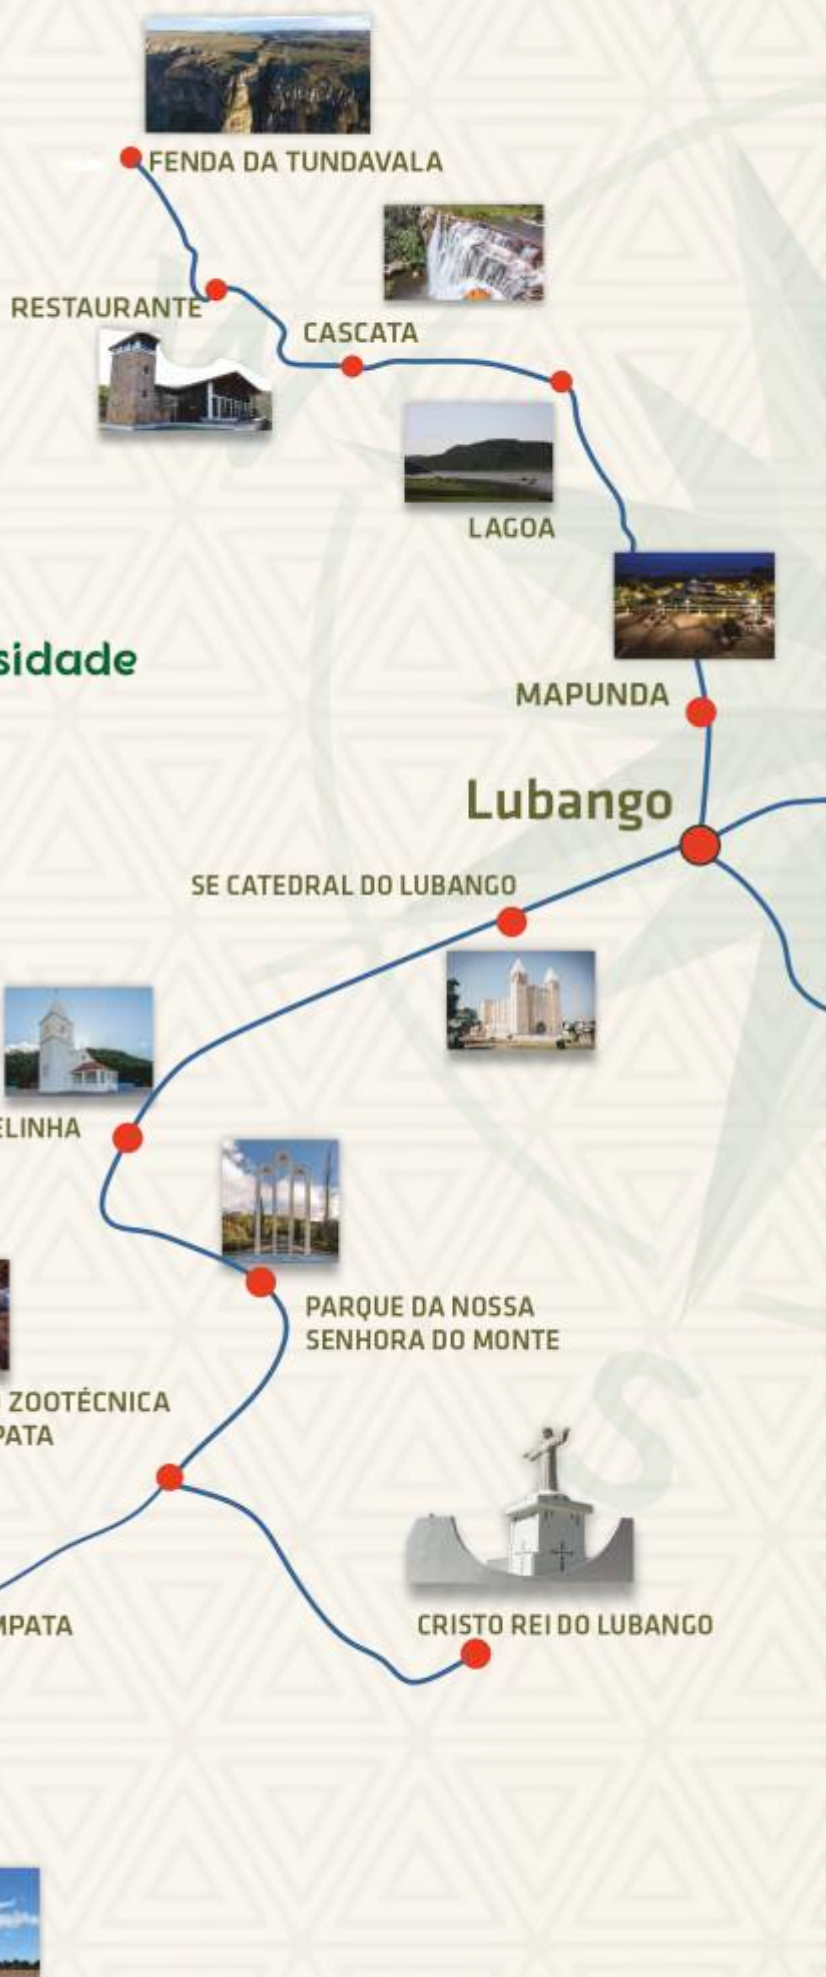 FENDA DA TUNDAVALA
RESTAURANTE
CASCATA
LAGOA
sidade
MAPUNDA
Lubango
SE CATEDRAL DO LUBANGO
ELINHA
PARQUE DA NOSSA
SENHORA DO MONTE
ZOOTÉCNICA
PATA
CRISTO REI DO LUBANGO
MPATA
S